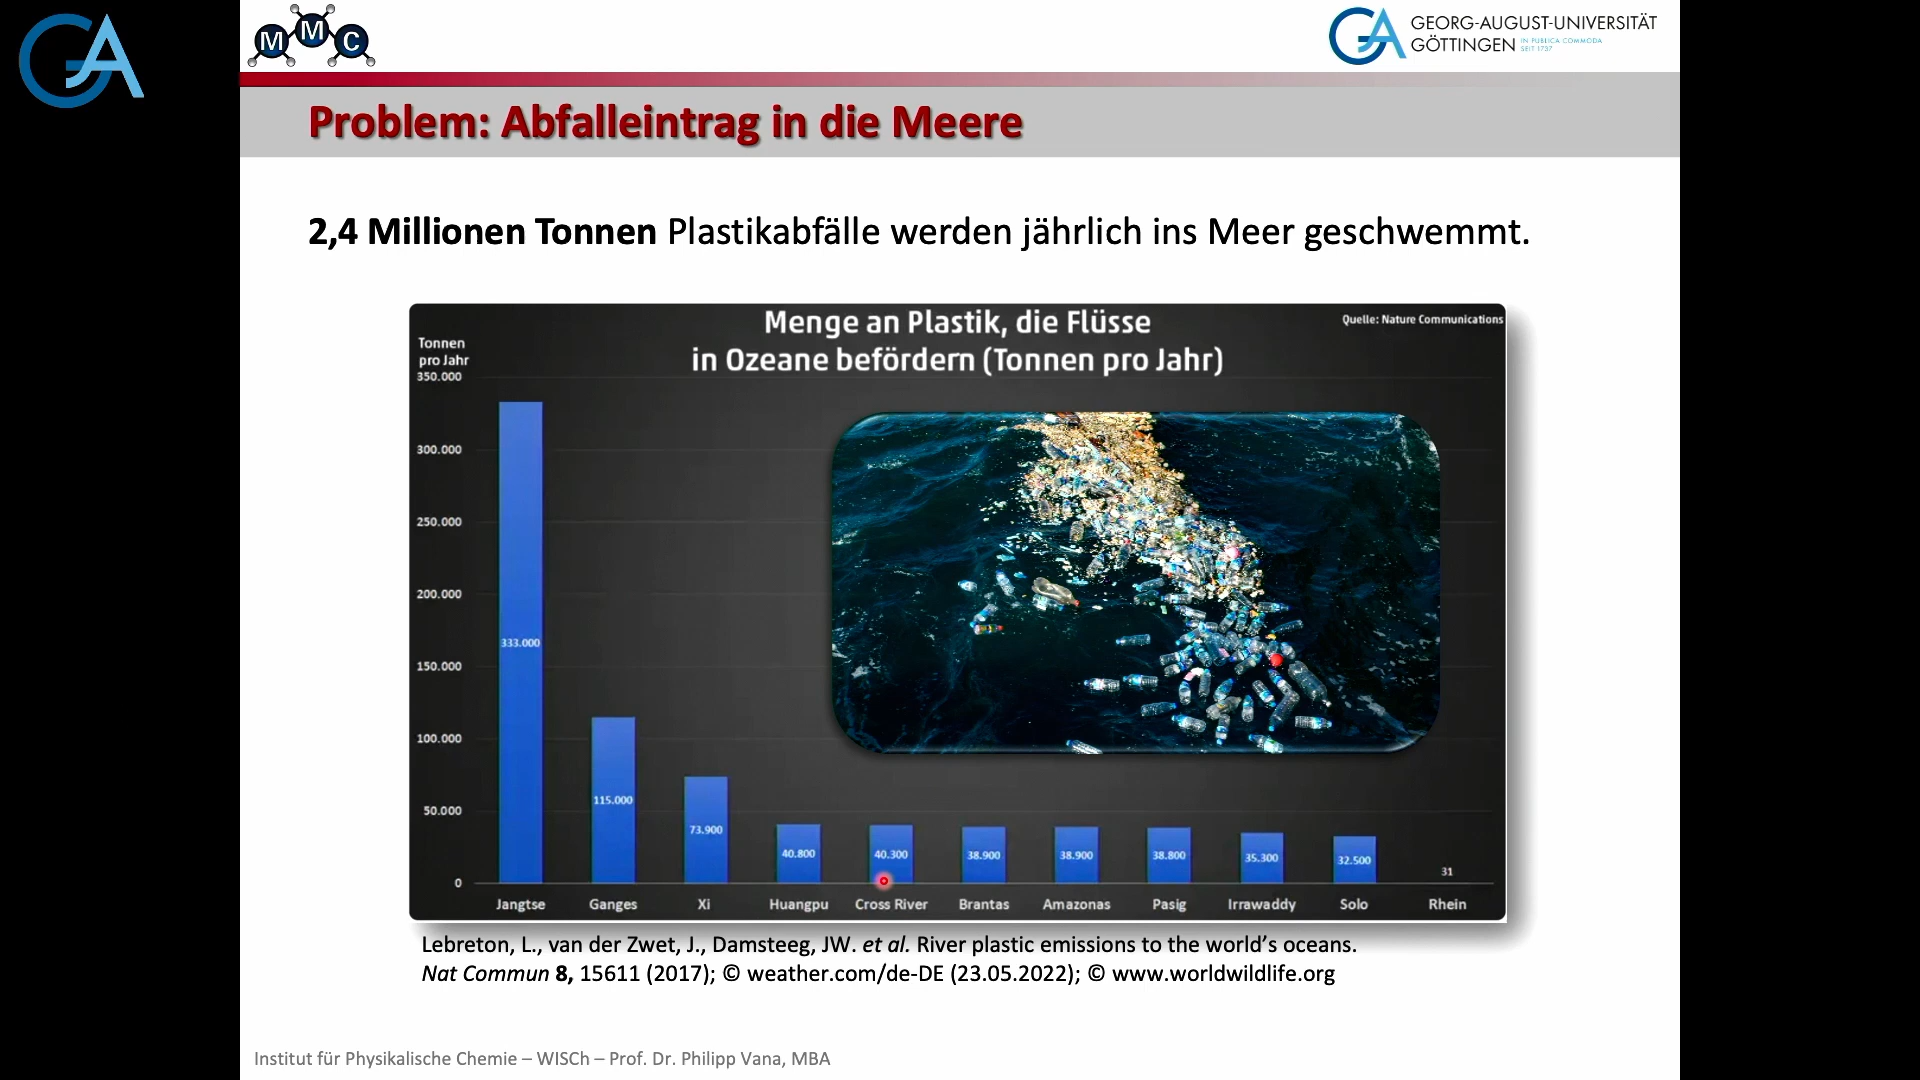 GA
M M C
GA GEORG-AUGUST-UNIVERSITÄT
GÖTTINGEN IN PUBLICA COMMODA
SEIT 1737
Problem: Abfalleintrag in die Meere
2,4 Millionen Tonnen Plastikabfälle werden jährlich ins Meer geschwemmt.
Menge an Plastik, die Flüsse
in Ozeane befördern (Tonnen pro Jahr)
Quelle: Nature Communications
Tonnen
pro Jahr
350.000
300.000
250.000
200.000
150.000
100.000
50.000
0
333.000
115.000
73.900
40.800
40.300
38.900
38.900
38.800
35.300
32.500
31
Jangtse Ganges Xi Huangpu Cross River Brantas Amazonas Pasig Irrawaddy Solo Rhein
Lebreton, L., van der Zwet, J., Damsteeg, JW. et al. River plastic emissions to the world’s oceans.
Nat Commun 8, 15611 (2017); © weather.com/de-DE (23.05.2022); © www.worldwildlife.org
Institut für Physikalische Chemie – WISCh – Prof. Dr. Philipp Vana, MBA